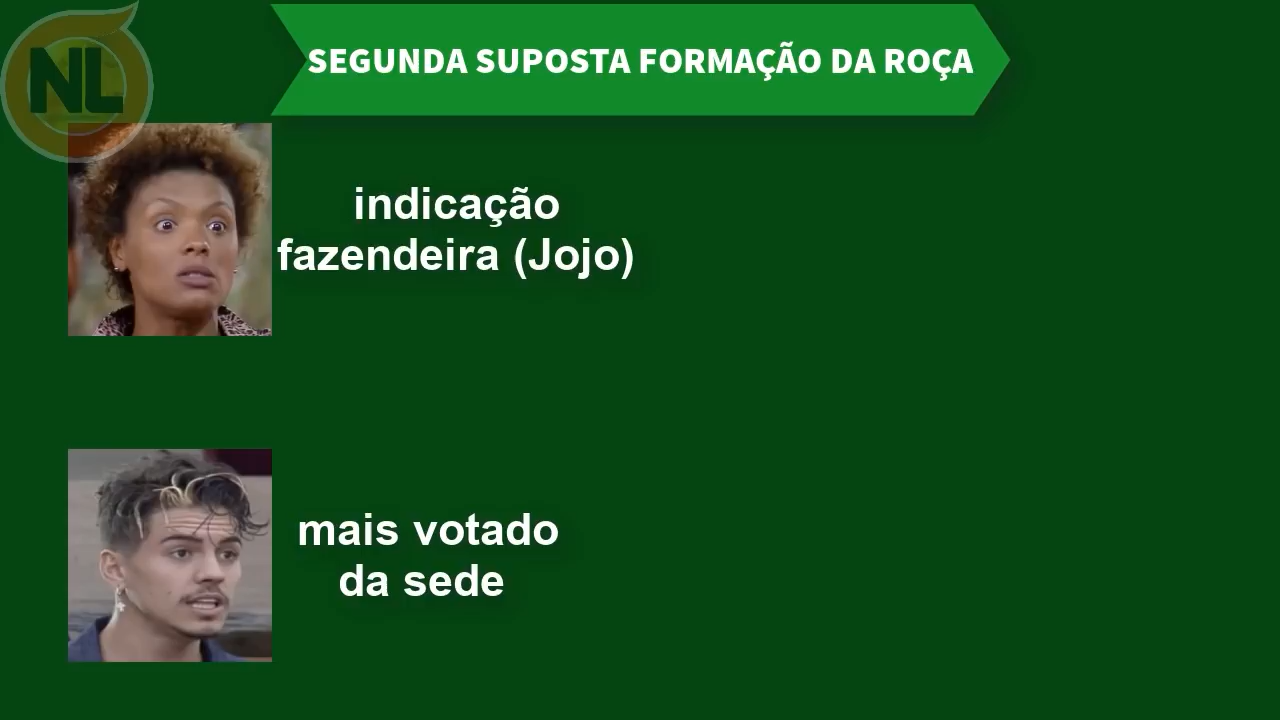 NL
SEGUNDA SUPOSTA FORMAÇÃO DA ROÇA
indicação
fazendeira (Jojo)
mais votado
da sede